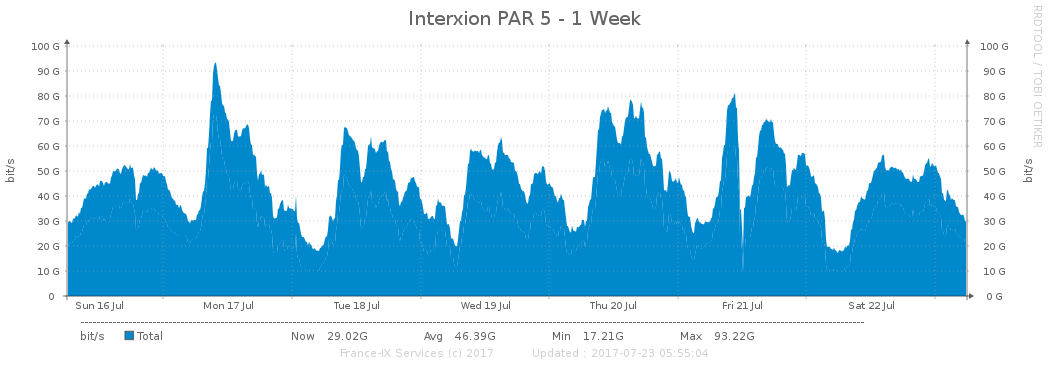 Interxion PAR 5 - 1 Week
RRDTOOL / TOBI OETIKER
100 G 100 G
90 G 90 G
80 G 80 G
70 G 70 G
60 G 60 G
50 G 50 G
40 G 40 G
30 G 30 G
20 G 20 G
10 G 10 G
0 0 G
bit/s
bit/s
Sun 16 Jul Mon 17 Jul Tue 18 Jul Wed 19 Jul Thu 20 Jul Fri 21 Jul Sat 22 Jul
bit/s Total Now 29.02G Avg 46.39G Min 17.21G Max 93.22G
France-IX Services (c) 2017 Updated : 2017-07-23 05:55:04